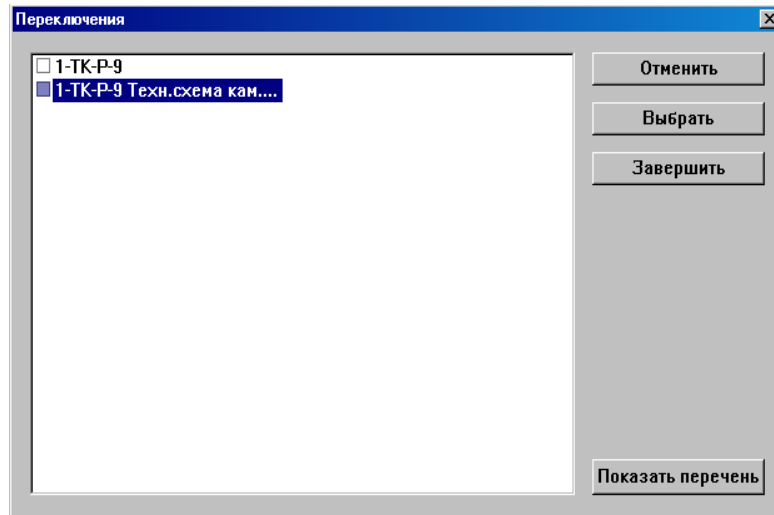 Переключения
1-ТК-Р-9
1-ТК-Р-9 Техн.схема кам....
Отменить
Выбрать
Завершить
Показать перечень